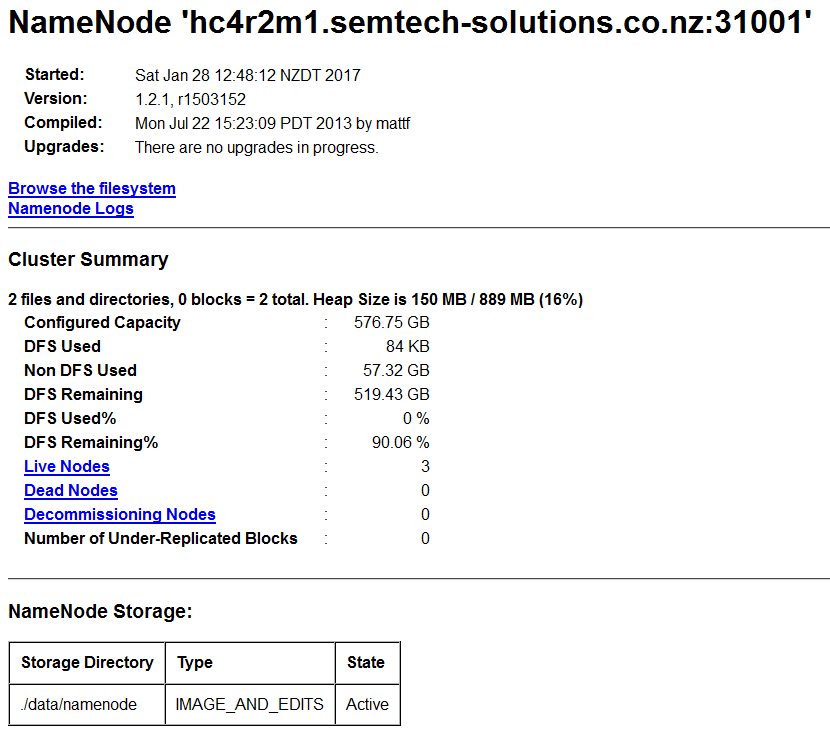 NameNode 'hc4r2m1.semtech-solutions.co.nz:31001'
Started: Sat Jan 28 12:48:12 NZDT 2017
Version: 1.2.1, r1503152
Compiled: Mon Jul 22 15:23:09 PDT 2013 by mattf
Upgrades: There are no upgrades in progress.
Browse the filesystem
Namenode Logs
Cluster Summary
2 files and directories, 0 blocks = 2 total. Heap Size is 150 MB / 889 MB (16%)
Configured Capacity : 576.75 GB
DFS Used : 84 KB
Non DFS Used : 57.32 GB
DFS Remaining : 519.43 GB
DFS Used% : 0 %
DFS Remaining% : 90.06 %
Live Nodes : 3
Dead Nodes : 0
Decommissioning Nodes : 0
Number of Under-Replicated Blocks : 0
NameNode Storage:
Storage Directory Type State
./data/namenode IMAGE_AND_EDITS Active